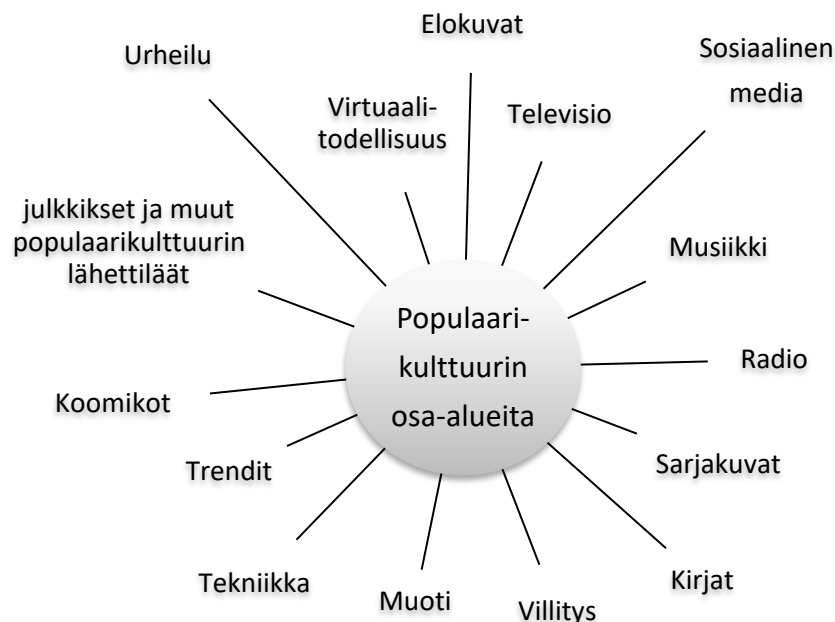 Elokuvat
Urheilu
Sosiaalinen
media
Virtuaali-
todellisuus
Televisio
julkkikset ja muut
populaarikulttuurin
lähettiläät
Musiikki
Populaari-
kulttuurin
osa-alueita
Radio
Koomikot
Trendit
Sarjakuvat
Tekniikka
Muoti
Villitys
Kirjat